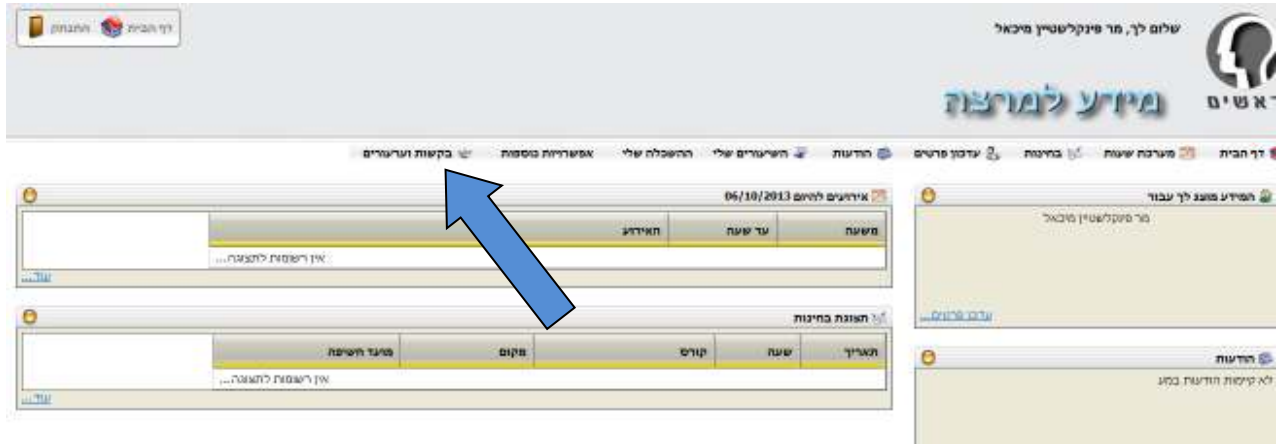 שלום לך, מר פינקלשטיין מיכאל
דף הבית
התנתק
ראשים
מידע למרצה
דף הבית
מערכת שעות
בחינות
עדכון פרטים
הודעות
השיעורים שלי
ההשכלה שלי
אפשרויות נוספות
בקשות וערעורים
המידע מוצג לך עבור
מר פינקלשטיין מיכאל
עדכן פרטים...
הודעות
לא קיימות הודעות במע
אירועים להיום 06/10/2013
משעה עד שעה האירוע
אין רשומות לתצוגה...
עוד...
תצוגת בחינות
תאריך שעה קורס מקום מועד חשיפה
אין רשומות לתצוגה...
עוד...